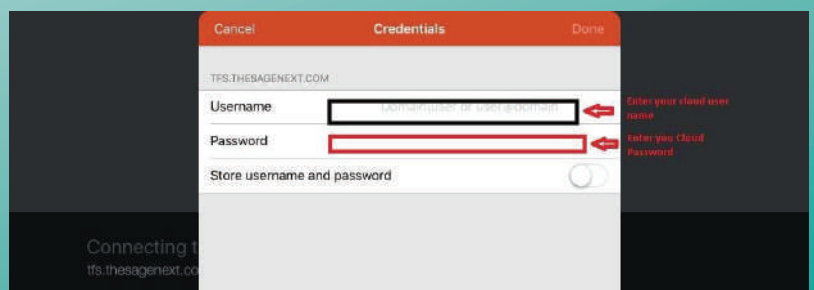 Cancel Credentials Done
TFS.THESAGENEXT.COM
Username Domain\user or user@domain
Enter your cloud user
name
Password
Enter you Cloud
Password
Store username and password
Connecting t
tfs.thesagenext.co